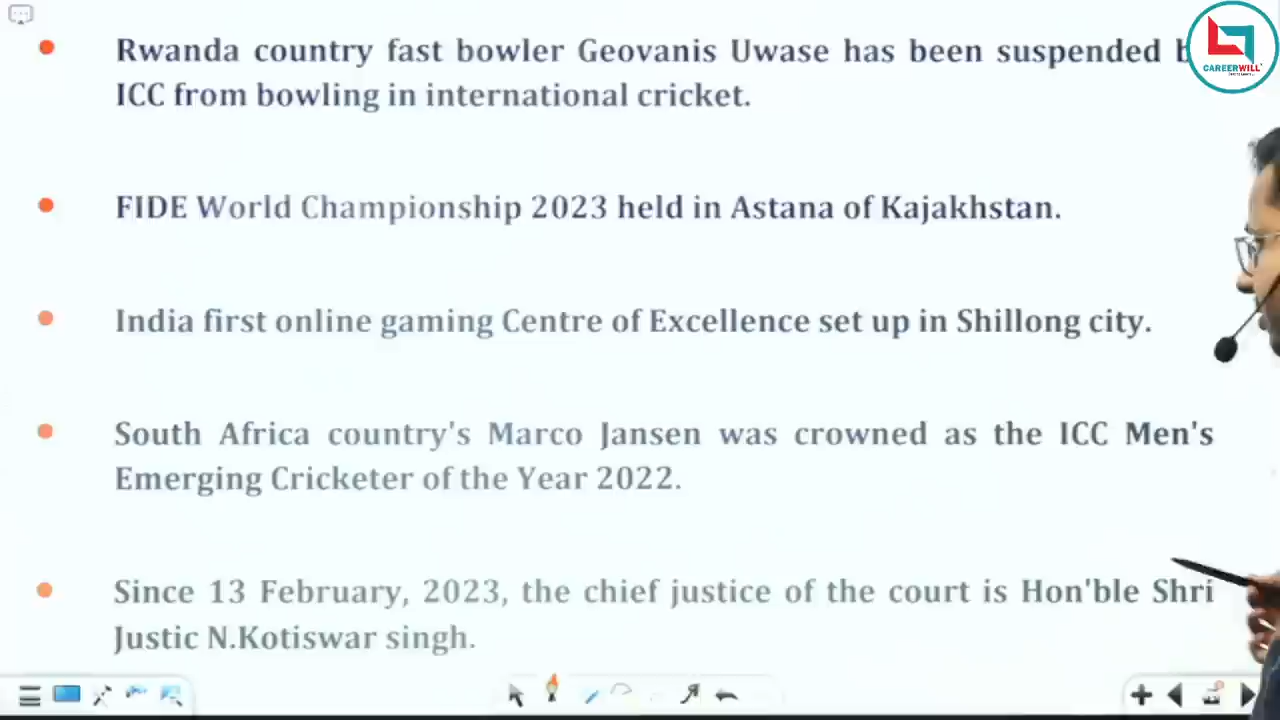 Rwanda country fast bowler Geovanis Uwase has been suspended b
ICC from bowling in international cricket.
FIDE World Championship 2023 held in Astana of Kajakhstan.
India first online gaming Centre of Excellence set up in Shillong city.
South Africa country's Marco Jansen was crowned as the ICC Men's
Emerging Cricketer of the Year 2022.
Since 13 February, 2023, the chief justice of the court is Hon'ble Shri
Justic N.Kotiswar singh.
CAREERWILL